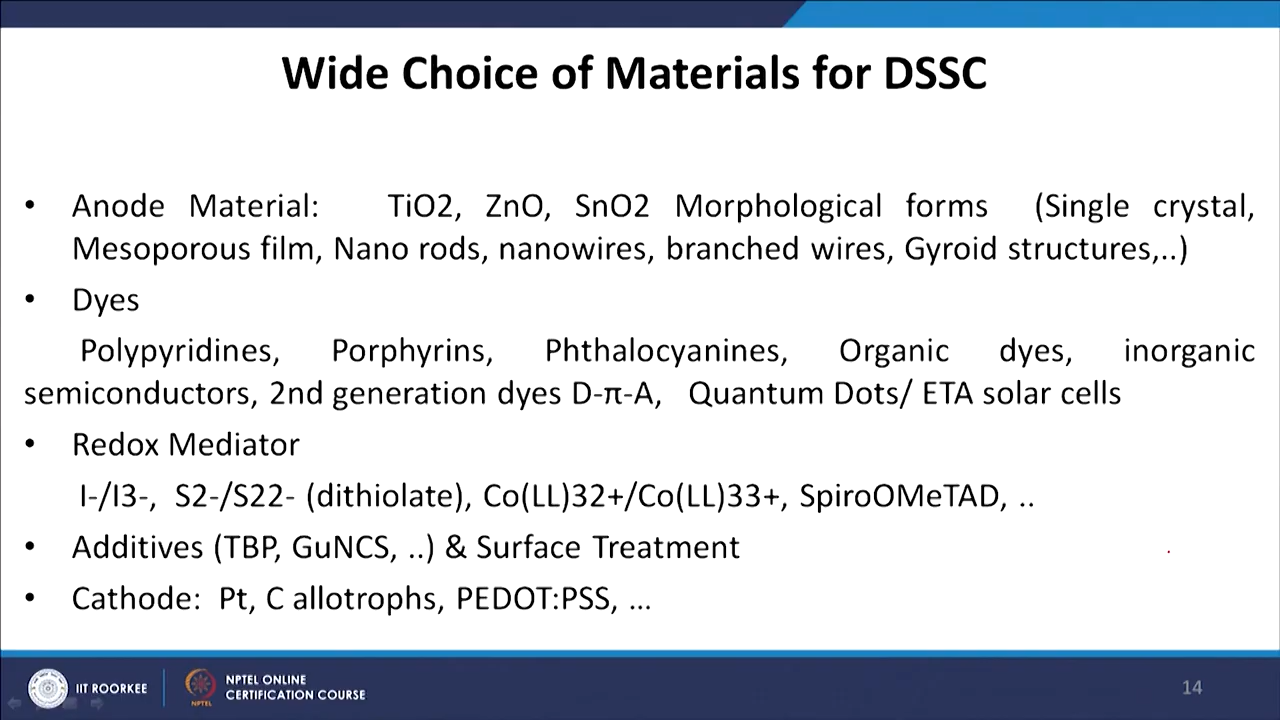 Wide Choice of Materials for DSSC
• Anode Material: TiO2, ZnO, SnO2 Morphological forms (Single crystal,
Mesoporous film, Nano rods, nanowires, branched wires, Gyroid structures,..)
• Dyes
Polypyridines, Porphyrins, Phthalocyanines, Organic dyes, inorganic
semiconductors, 2nd generation dyes D-π-A, Quantum Dots/ ETA solar cells
• Redox Mediator
I-/I3-, S2-/S22- (dithiolate), Co(LL)32+/Co(LL)33+, SpiroOMeTAD, ..
• Additives (TBP, GuNCS, ..) & Surface Treatment
• Cathode: Pt, C allotrophs, PEDOT:PSS, ...
IIT ROORKEE
NPTEL
NPTEL ONLINE
CERTIFICATION COURSE
14